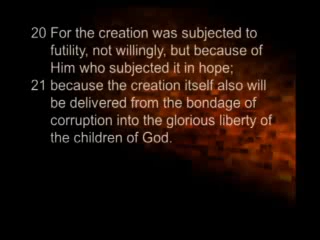 20 For the creation was subjected to
futility, not willingly, but because of
Him who subjected it in hope;
21 because the creation itself also will
be delivered from the bondage of
corruption into the glorious liberty of
the children of God.